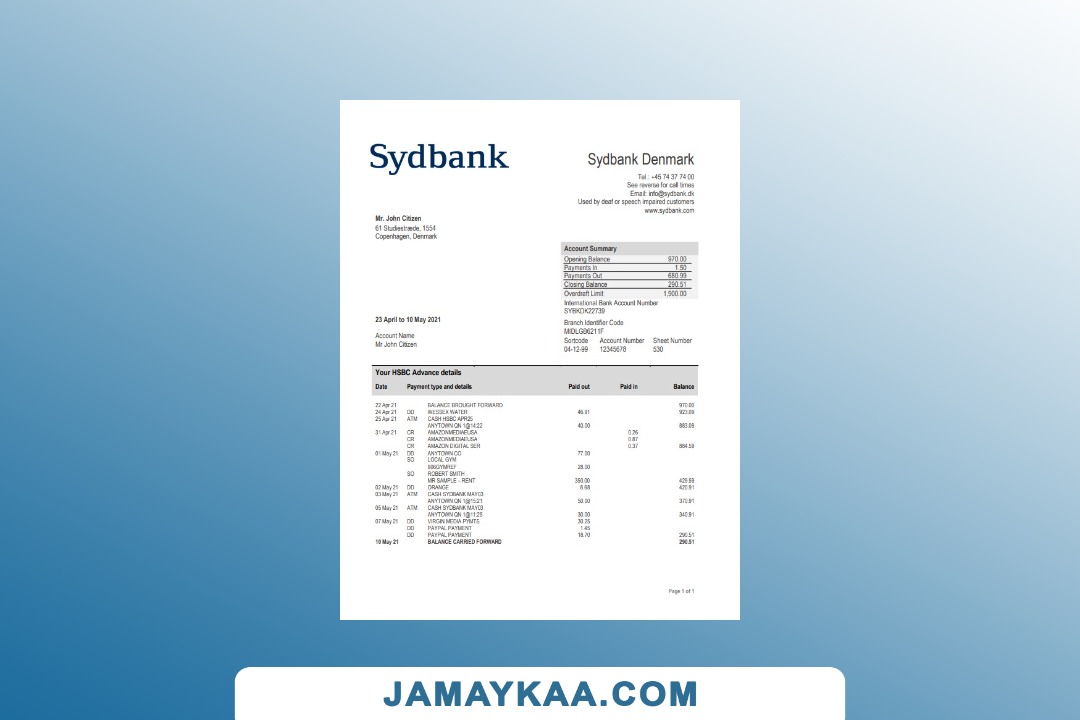 Sydbank
Sydbank Denmark
Tel.: +45 74 37 74 00
See reverse for call times
Email: info@sydbank.dk
Used by deaf or speech impaired customers
www.sydbank.com
Mr. John Citizen
61 Studiestræde, 1554
Copenhagen, Denmark
Account Summary
Opening Balance 970.00
Payments In 1.50
Payments Out 680.99
Closing Balance 290.51
Overdraft Limit 1,900.00
International Bank Account Number
SYBKDK22739
Branch Identifier Code
MIDLGB6211F
Sortcode Account Number Sheet Number
04-12-99 12345678 530
23 April to 10 May 2021
Account Name
Mr John Citizen
Your HSBC Advance details
Date Payment type and details Paid out Paid in Balance
22 Apr 21 BALANCE BROUGHT FORWARD 970.00
24 Apr 21 DD WESSEX WATER 46.91 923.09
25 Apr 21 ATM CASH HSBC APR25
ANYTOWN QN 1@14:22 40.00 883.09
31 Apr 21 CR AMAZONMEDIAEUSA 0.26
CR AMAZONMEDIAEUSA 0.87
CR AMAZON DIGITAL SER 0.37 884.59
01 May 21 DD ANYTOWN CO 77.00
SO LOCAL GYM
986GYMREF 28.00
SO ROBERT SMITH
MR SAMPLE – RENT 350.00 429.59
02 May 21 DD ORANGE 8.68 420.91
03 May 21 ATM CASH SYDBANK MAY03
ANYTOWN QN 1@15:21 50.00 370.91
05 May 21 ATM CASH SYDBANK MAY03
ANYTOWN QN 1@11:25 30.00 340.91
07 May 21 DD VIRGIN MEDIA PYMTS 30.25
DD PAYPAL PAYMENT 1.45
DD PAYPAL PAYMENT 18.70 290.51
10 May 21 BALANCE CARRIED FORWARD 290.51
Page 1 of 1
JAMAYKAA.COM